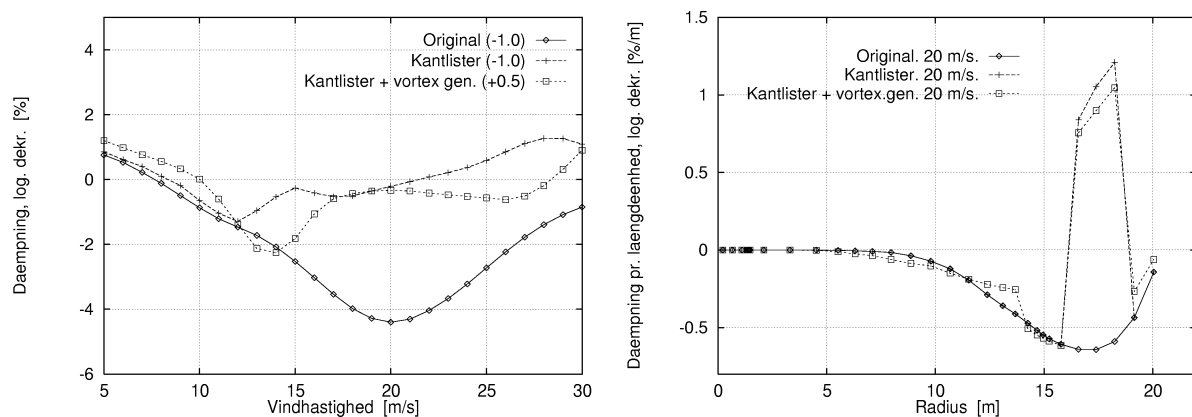 Daempning, log. dekr. [%]
4
2
0
-2
-4
-6
Original (-1.0)
Kantlister (-1.0)
Kantlister + vortex gen. (+0.5)
5
10
15
20
25
30
Vindhastighed [m/s]
Daempning pr. laengdeenhed, log. dekr. [%/m]
1.5
1
0.5
0
-0.5
Original. 20 m/s.
Kantlister. 20 m/s.
Kantlister + vortex.gen. 20 m/s.
0
5
10
15
20
Radius [m]